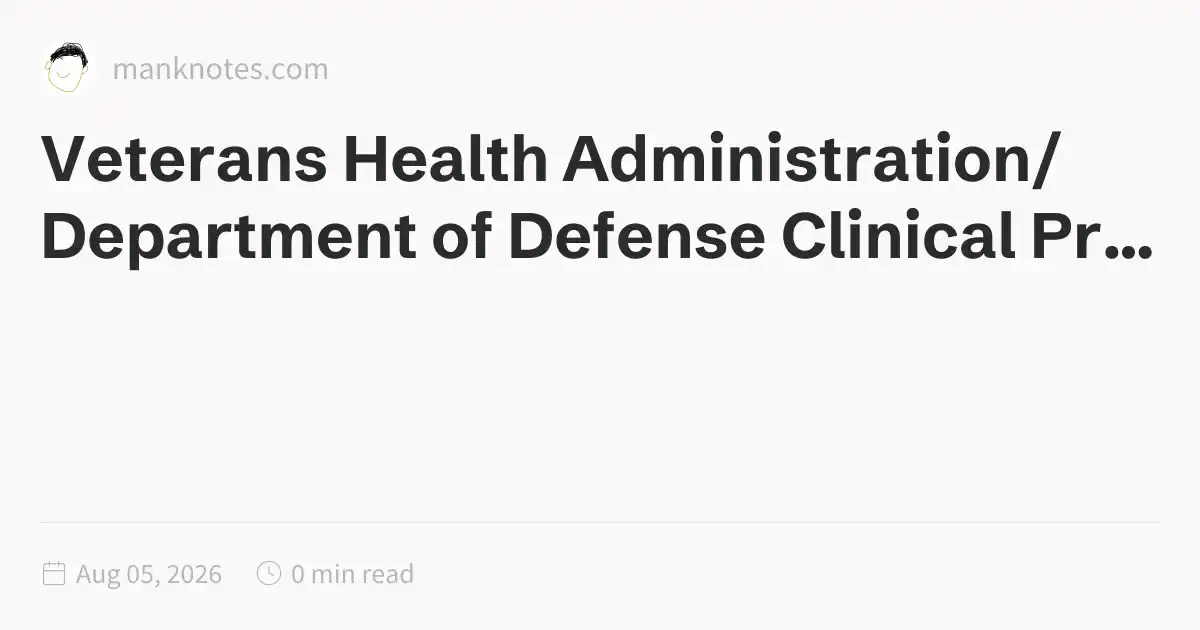 manknotes.com
Veterans Health Administration/
Department of Defense Clinical Pr...
Aug 05, 2026 0 min read